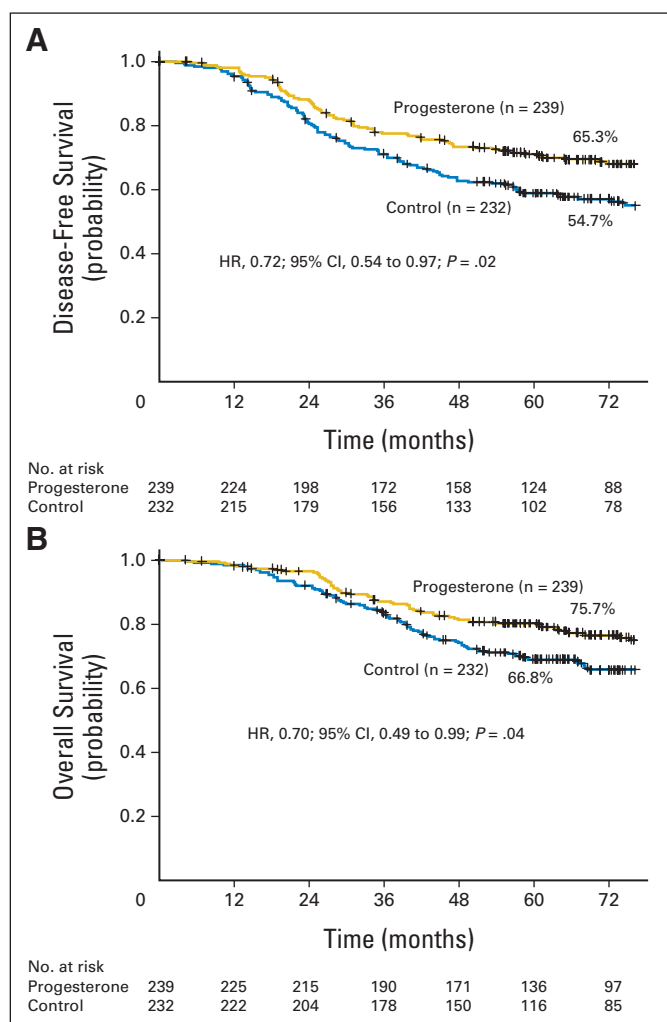 A
Disease-Free Survival
(probability)
1.0
0.8
0.6
0.4
0.2
0
12
24
36
48
60
72
Progesterone (n = 239)
65.3%
Control (n = 232)
54.7%
HR, 0.72; 95% CI, 0.54 to 0.97; P = .02
Time (months)
No. at risk
Progesterone 239 224 198 172 158 124 88
Control 232 215 179 156 133 102 78
B
Overall Survival
(probability)
1.0
0.8
0.6
0.4
0.2
0
12
24
36
48
60
72
Progesterone (n = 239)
75.7%
Control (n = 232)
66.8%
HR, 0.70; 95% CI, 0.49 to 0.99; P = .04
Time (months)
No. at risk
Progesterone 239 225 215 190 171 136 97
Control 232 222 204 178 150 116 85